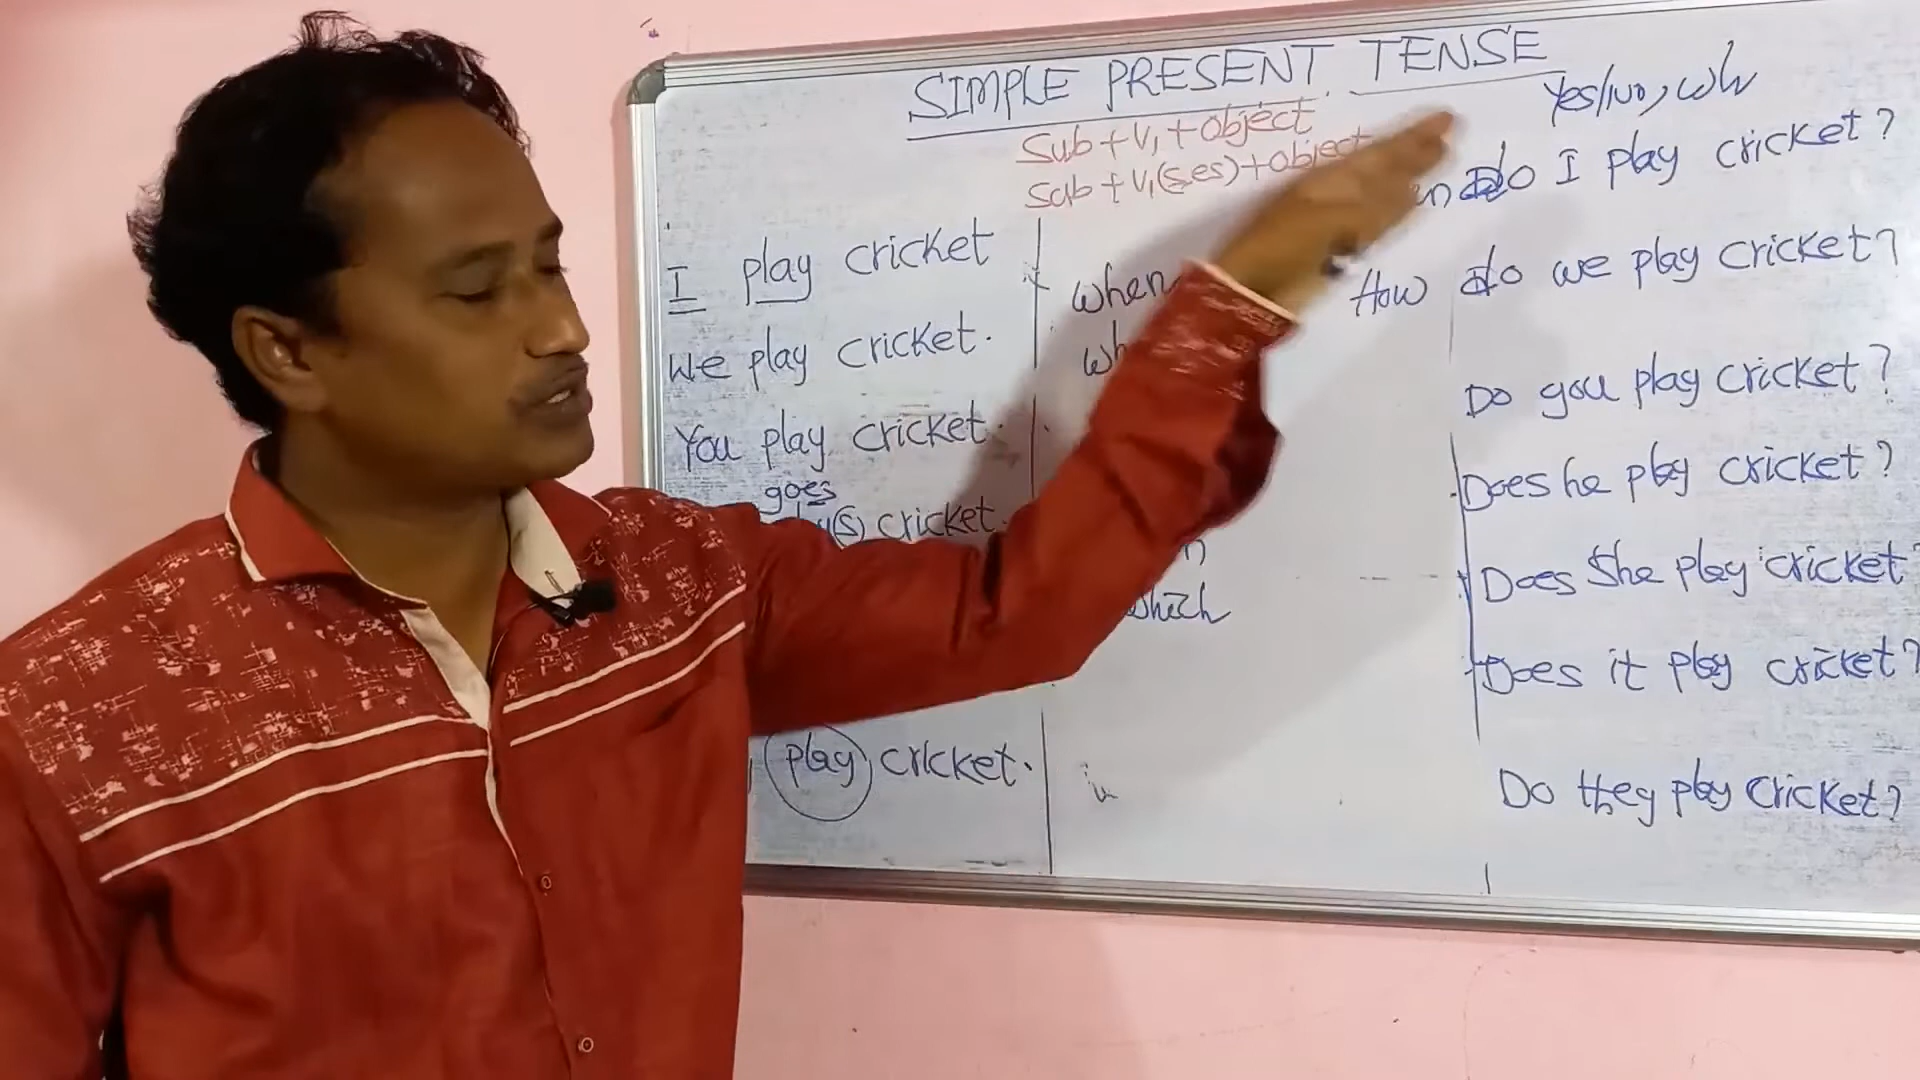 SIMPLE PRESENT TENSE
Yes/No, Wh
Sub + V1 + object
Sub + V1(s,es) + object
do I play cricket?
I play cricket
when
How do we play cricket?
We play cricket.
Do you play cricket?
You play cricket.
goes
(s) cricket.
Does he play cricket?
Does she play cricket?
which
Does it play cricket?
play cricket.
Do they play cricket?